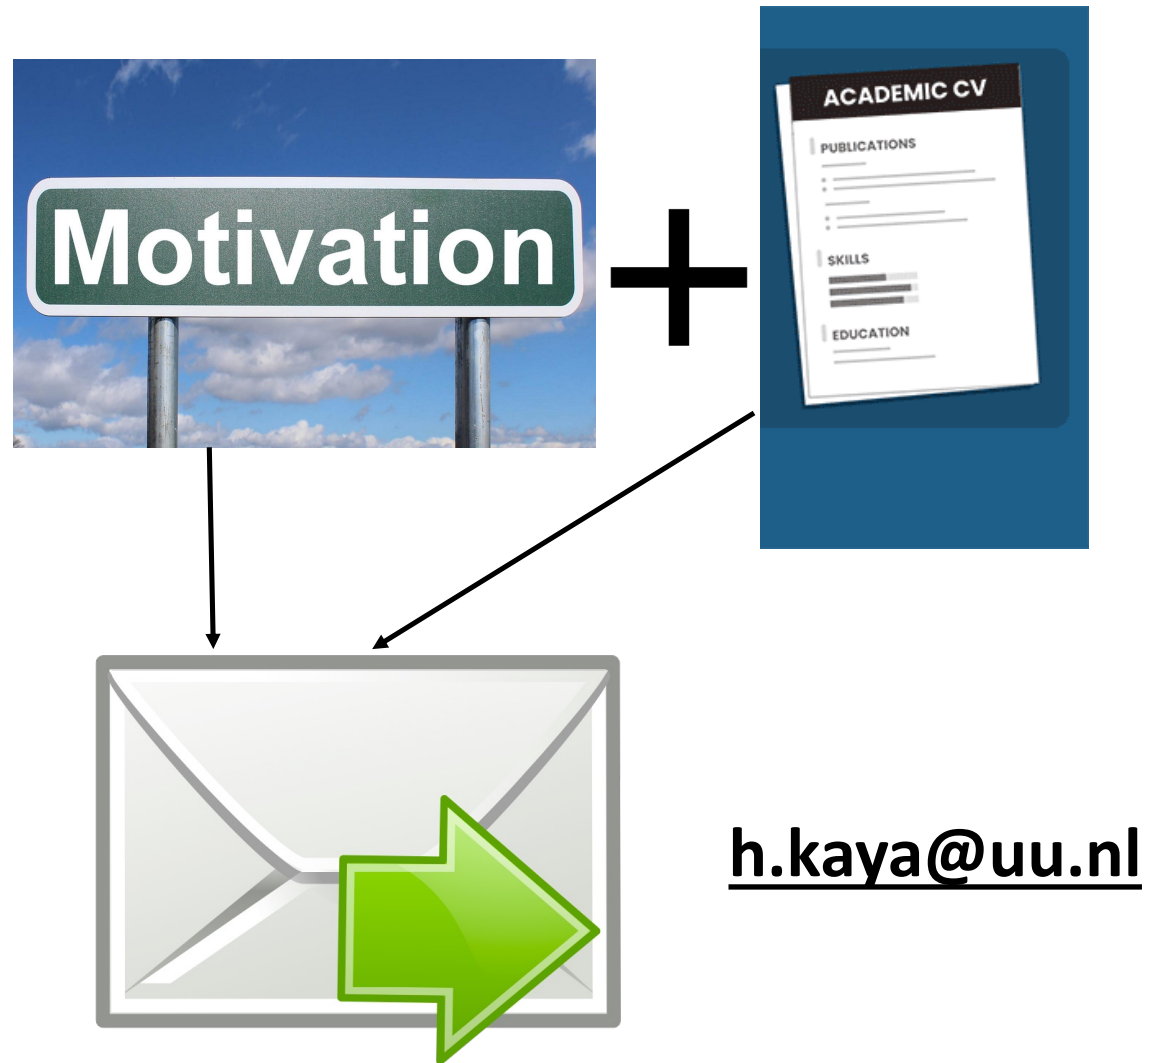 Motivation
ACADEMIC CV
PUBLICATIONS
SKILLS
EDUCATION
h.kaya@uu.nl